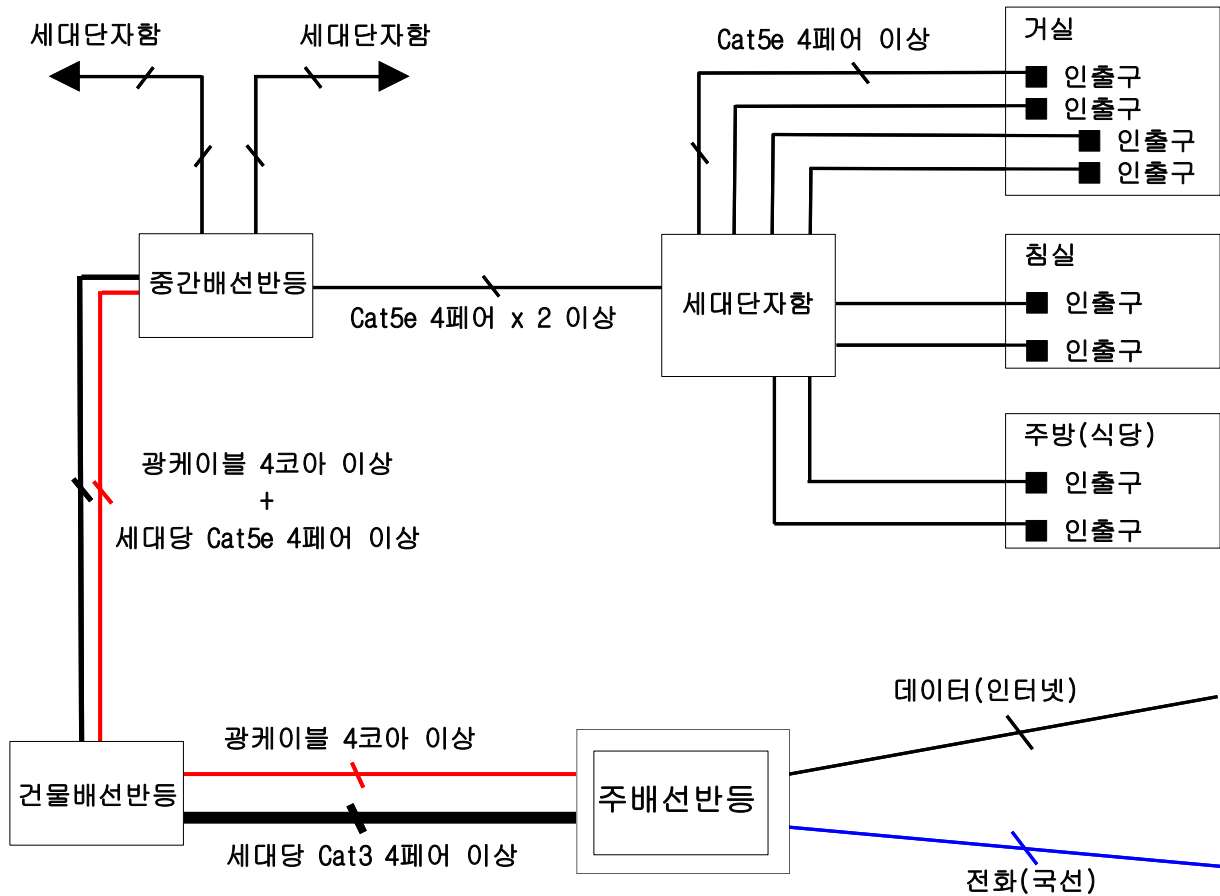 세대단자함
세대단자함
Cat5e 4페어 이상
거실
인출구
인출구
인출구
인출구
중간배선반등
Cat5e 4페어 x 2 이상
세대단자함
침실
인출구
인출구
주방(식당)
인출구
인출구
광케이블 4코아 이상
+
세대당 Cat5e 4페어 이상
데이터(인터넷)
광케이블 4코아 이상
건물배선반등
주배선반등
세대당 Cat3 4페어 이상
전화(국선)